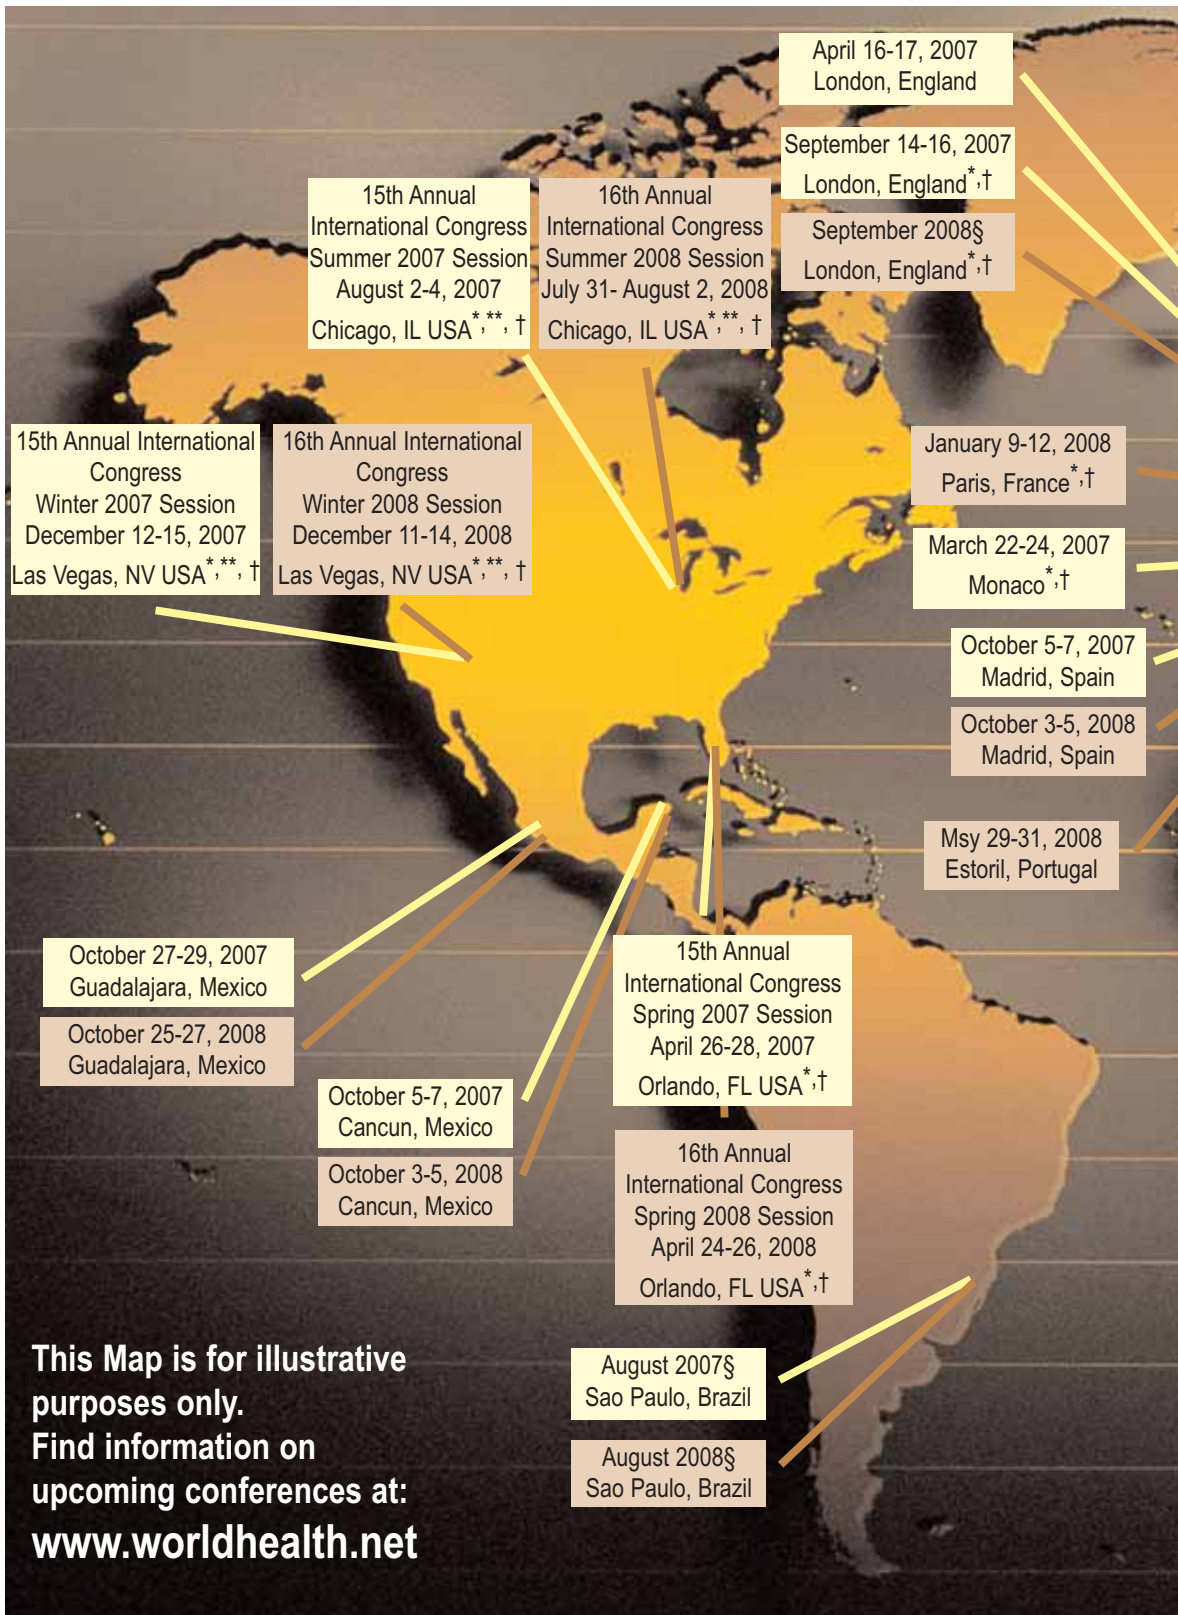 April 16-17, 2007
London, England
September 14-16, 2007
London, England*,†
September 2008§
London, England*,†
15th Annual
International Congress
Summer 2007 Session
August 2-4, 2007
Chicago, IL USA*,**, †
16th Annual
International Congress
Summer 2008 Session
July 31- August 2, 2008
Chicago, IL USA*,**, †
15th Annual International
Congress
Winter 2007 Session
December 12-15, 2007
Las Vegas, NV USA*,**, †
16th Annual International
Congress
Winter 2008 Session
December 11-14, 2008
Las Vegas, NV USA*,**, †
January 9-12, 2008
Paris, France*,†
March 22-24, 2007
Monaco*,†
October 5-7, 2007
Madrid, Spain
October 3-5, 2008
Madrid, Spain
Msy 29-31, 2008
Estoril, Portugal
October 27-29, 2007
Guadalajara, Mexico
October 25-27, 2008
Guadalajara, Mexico
October 5-7, 2007
Cancun, Mexico
October 3-5, 2008
Cancun, Mexico
15th Annual
International Congress
Spring 2007 Session
April 26-28, 2007
Orlando, FL USA*,†
16th Annual
International Congress
Spring 2008 Session
April 24-26, 2008
Orlando, FL USA*,†
August 2007§
Sao Paulo, Brazil
August 2008§
Sao Paulo, Brazil
This Map is for illustrative
purposes only.
Find information on
upcoming conferences at:
www.worldhealth.net